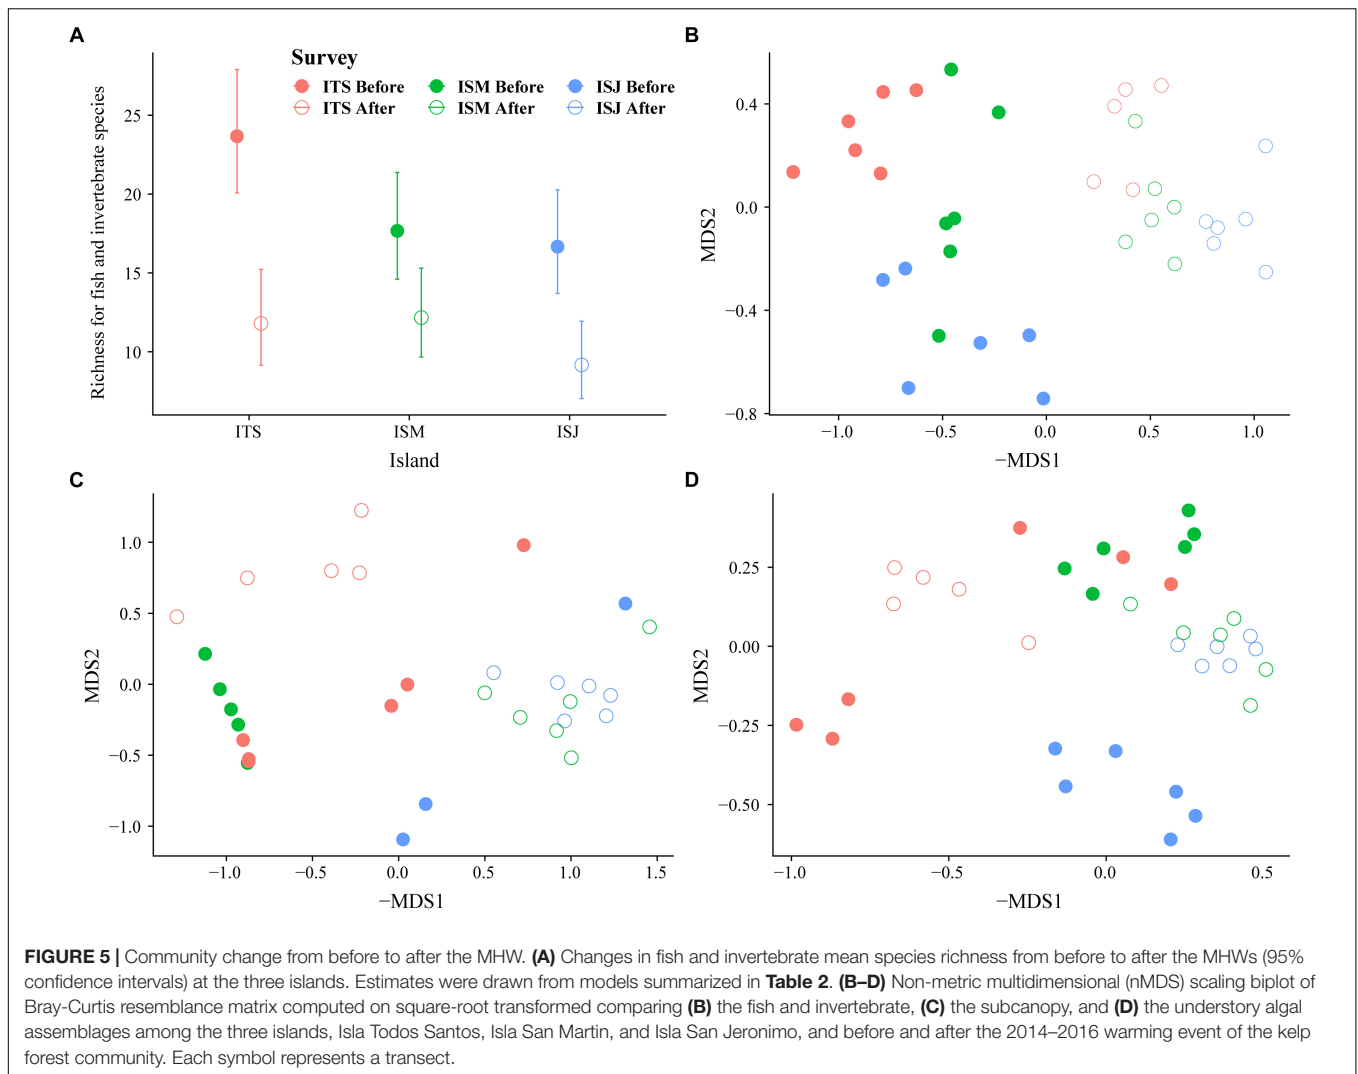 A
Survey
ITS Before ISM Before ISJ Before
ITS After ISM After ISJ After
Richness for fish and invertebrate species
25
20
15
10
ITS ISM ISJ
Island
B
MDS2
0.4
0.0
−0.4
−0.8
−1.0 −0.5 0.0 0.5 1.0
−MDS1
C
MDS2
1.0
0.5
0.0
−0.5
−1.0
−1.0 −0.5 0.0 0.5 1.0 1.5
−MDS1
D
MDS2
0.25
0.00
−0.25
−0.50
−1.0 −0.5 0.0 0.5
−MDS1
FIGURE 5 | Community change from before to after the MHW. (A) Changes in fish and invertebrate mean species richness from before to after the MHWs (95%
confidence intervals) at the three islands. Estimates were drawn from models summarized in Table 2. (B–D) Non-metric multidimensional (nMDS) scaling biplot of
Bray-Curtis resemblance matrix computed on square-root transformed comparing (B) the fish and invertebrate, (C) the subcanopy, and (D) the understory algal
assemblages among the three islands, Isla Todos Santos, Isla San Martin, and Isla San Jeronimo, and before and after the 2014–2016 warming event of the kelp
forest community. Each symbol represents a transect.